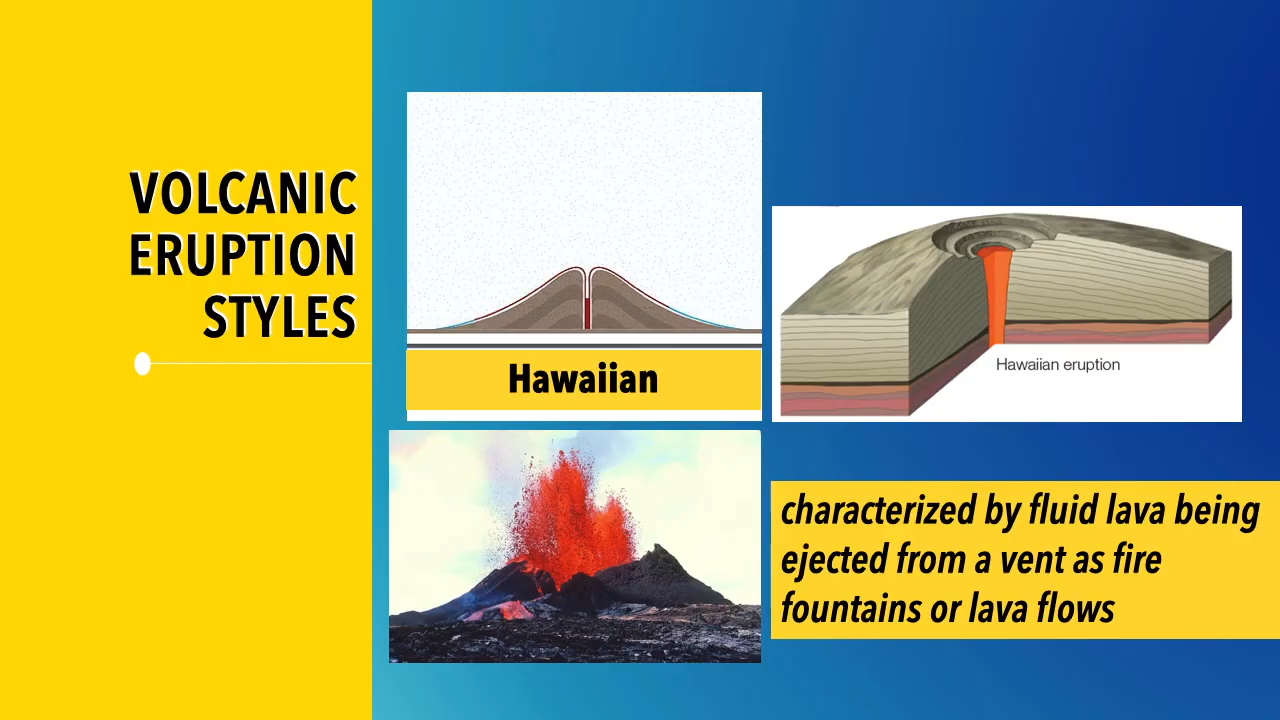 VOLCANIC
ERUPTION
STYLES
Hawaiian
Hawaiian eruption
characterized by fluid lava being
ejected from a vent as fire
fountains or lava flows